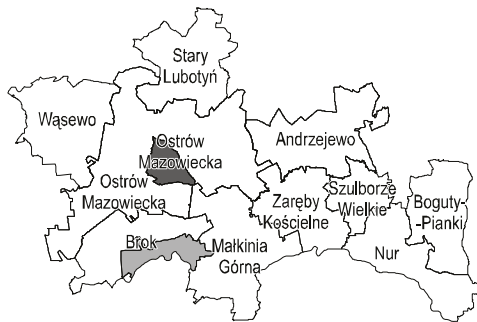 Stary
Lubotyń
Wąsewo
Ostrów
Mazowiecka
Andrzejewo
Ostrów
Mazowiecka
Zaręby
Kościelne
Szulborze
Wielkie
Boguty-
-Pianki
Brok
Małkinia
Górna
Nur